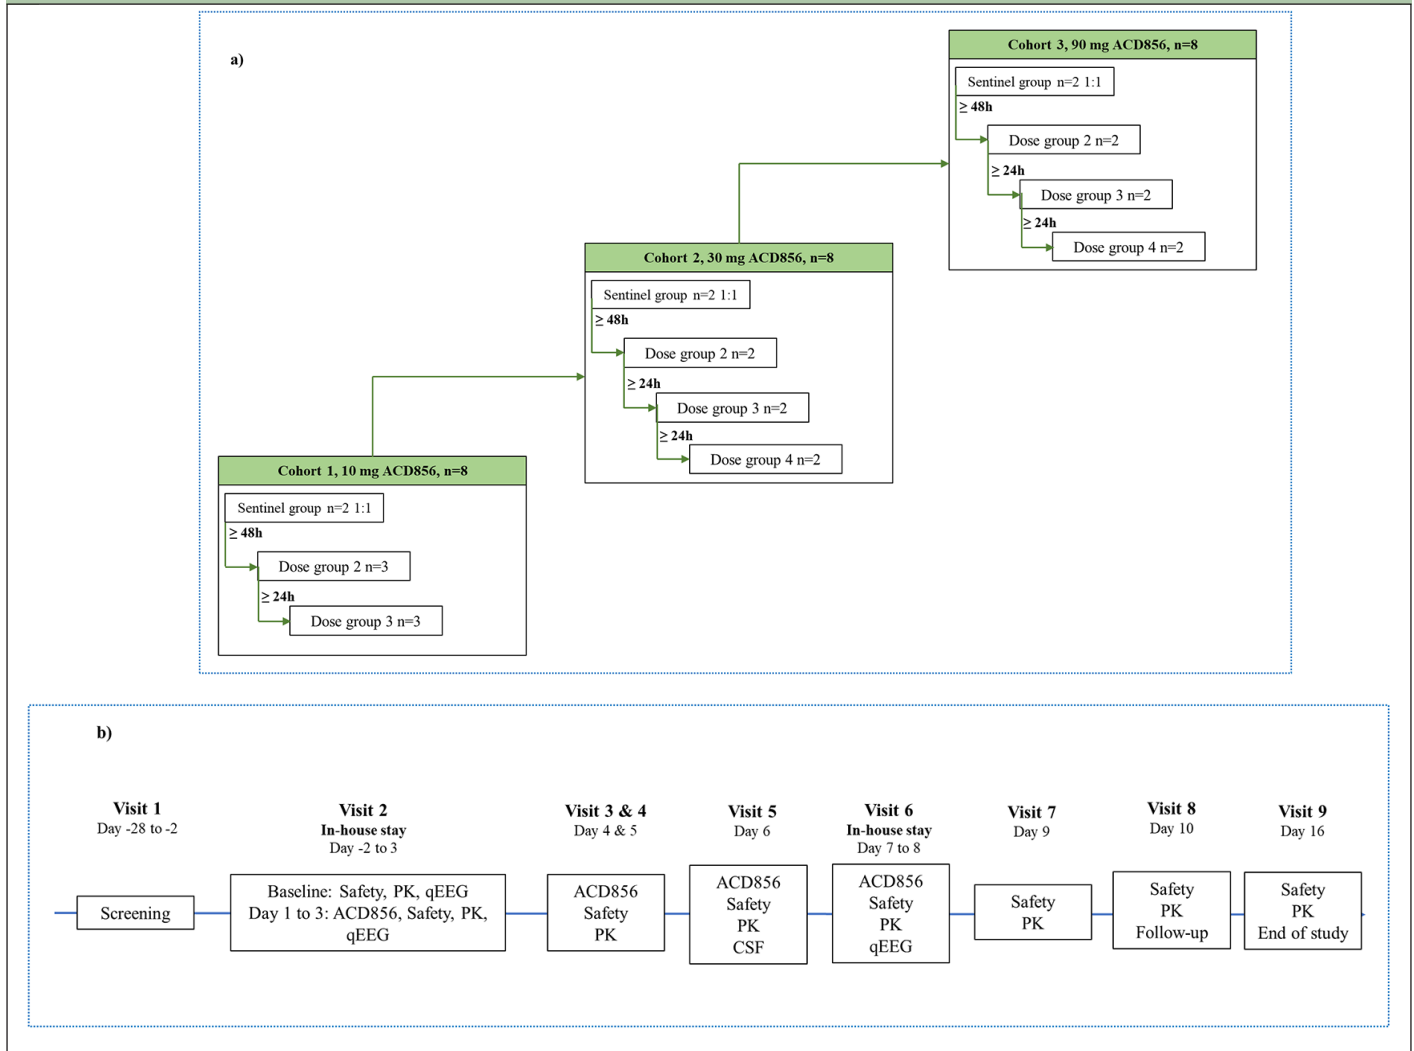 a)
Cohort 3, 90 mg ACD856, n=8
Sentinel group n=2 1:1
≥ 48h
Dose group 2 n=2
≥ 24h
Dose group 3 n=2
≥ 24h
Dose group 4 n=2
Cohort 2, 30 mg ACD856, n=8
Sentinel group n=2 1:1
≥ 48h
Dose group 2 n=2
≥ 24h
Dose group 3 n=2
≥ 24h
Dose group 4 n=2
Cohort 1, 10 mg ACD856, n=8
Sentinel group n=2 1:1
≥ 48h
Dose group 2 n=3
≥ 24h
Dose group 3 n=3
b)
Visit 1
Day -28 to -2
Screening
Visit 2
In-house stay
Day -2 to 3
Baseline: Safety, PK, qEEG
Day 1 to 3: ACD856, Safety, PK,
qEEG
Visit 3 & 4
Day 4 & 5
ACD856
Safety
PK
Visit 5
Day 6
ACD856
Safety
PK
CSF
Visit 6
In-house stay
Day 7 to 8
ACD856
Safety
PK
qEEG
Visit 7
Day 9
Safety
PK
Visit 8
Day 10
Safety
PK
Follow-up
Visit 9
Day 16
Safety
PK
End of study